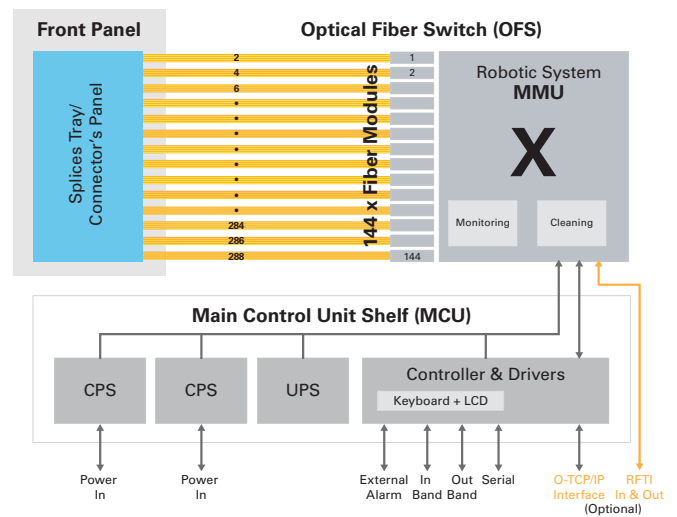 Front Panel
Optical Fiber Switch (OFS)
Splices Tray/
Connector's Panel
2
4
6
•
•
•
•
•
•
•
•
284
286
288
144 x Fiber Modules
1
2
144
Robotic System
MMU
X
Monitoring
Cleaning
Main Control Unit Shelf (MCU)
CPS
CPS
UPS
Controller & Drivers
Keyboard + LCD
Power
In
Power
In
External
Alarm
In
Band
Out
Band
Serial
O-TCP/IP
Interface
RFTI
In & Out
(Optional)